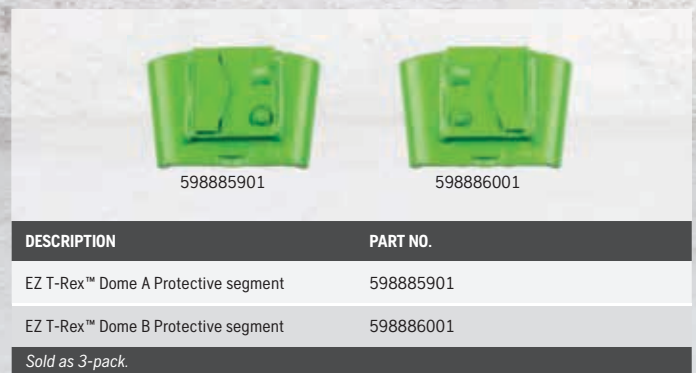 598885901
598886001
DESCRIPTION PART NO.
EZ T-Rex™ Dome A Protective segment 598885901
EZ T-Rex™ Dome B Protective segment 598886001
Sold as 3-pack.